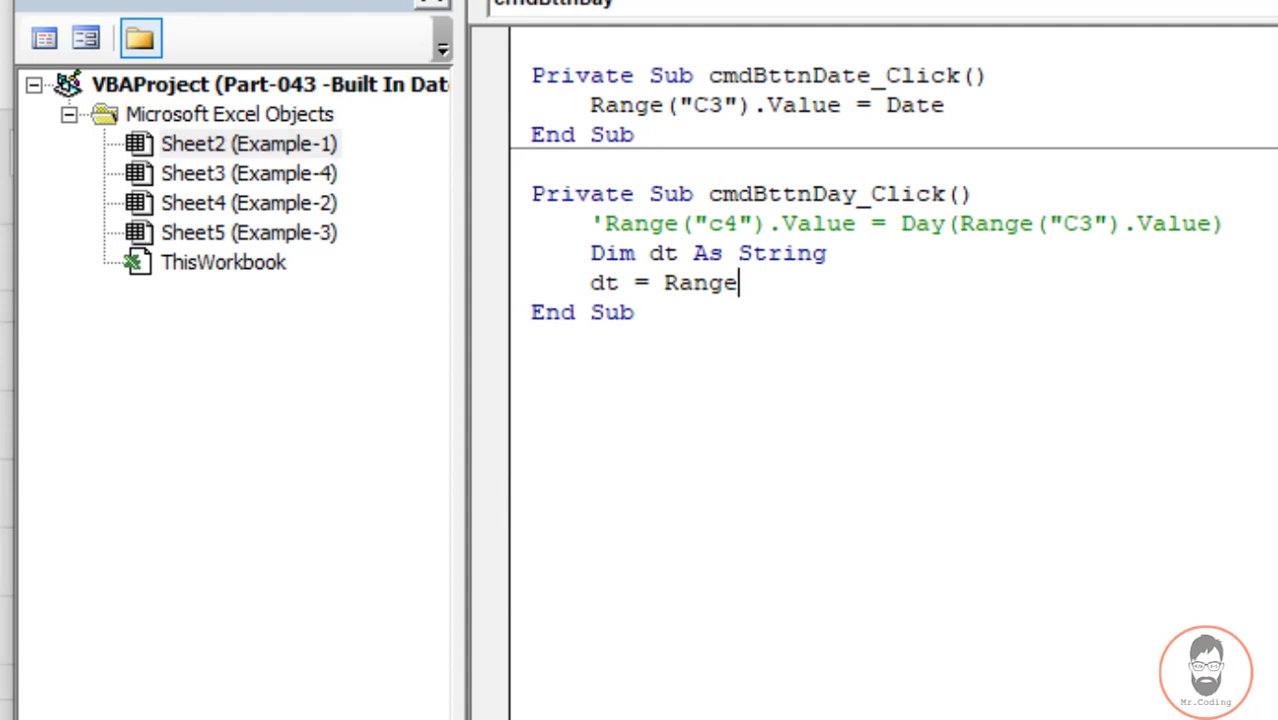 cmdBttnDay
VBAProject (Part-043 -Built In Dat
Microsoft Excel Objects
Sheet2 (Example-1)
Sheet3 (Example-4)
Sheet4 (Example-2)
Sheet5 (Example-3)
ThisWorkbook
Private Sub cmdBttnDate_Click()
Range("C3").Value = Date
End Sub
Private Sub cmdBttnDay_Click()
'Range("c4").Value = Day(Range("C3").Value)
Dim dt As String
dt = Range
End Sub
Mr.Coding